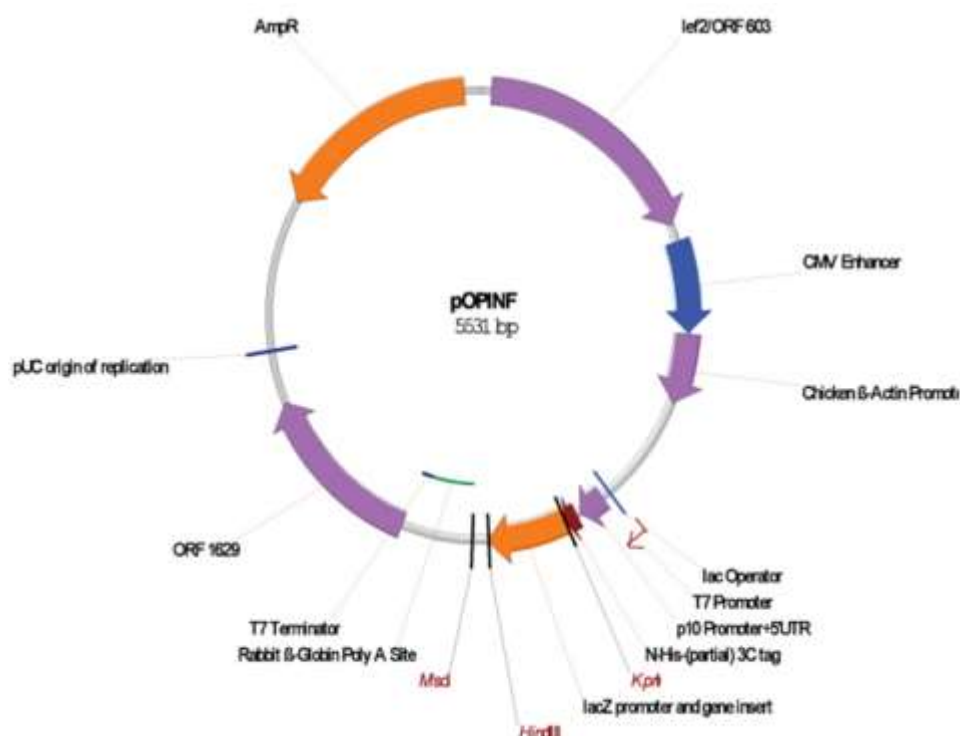 AmpR
lef2/ORF 603
CMV Enhancer
pOPINF
5531 bp
pUC origin of replication
Chicken ß-Actin Promot
ORF 1629
lac Operator
T7 Promoter
T7 Terminator
p10 Promoter+5'UTR
Rabbit ß-Globin Poly A Site
N-His-(partial) 3C tag
MscI
KpnI
lacZ promoter and gene insert
HindIII